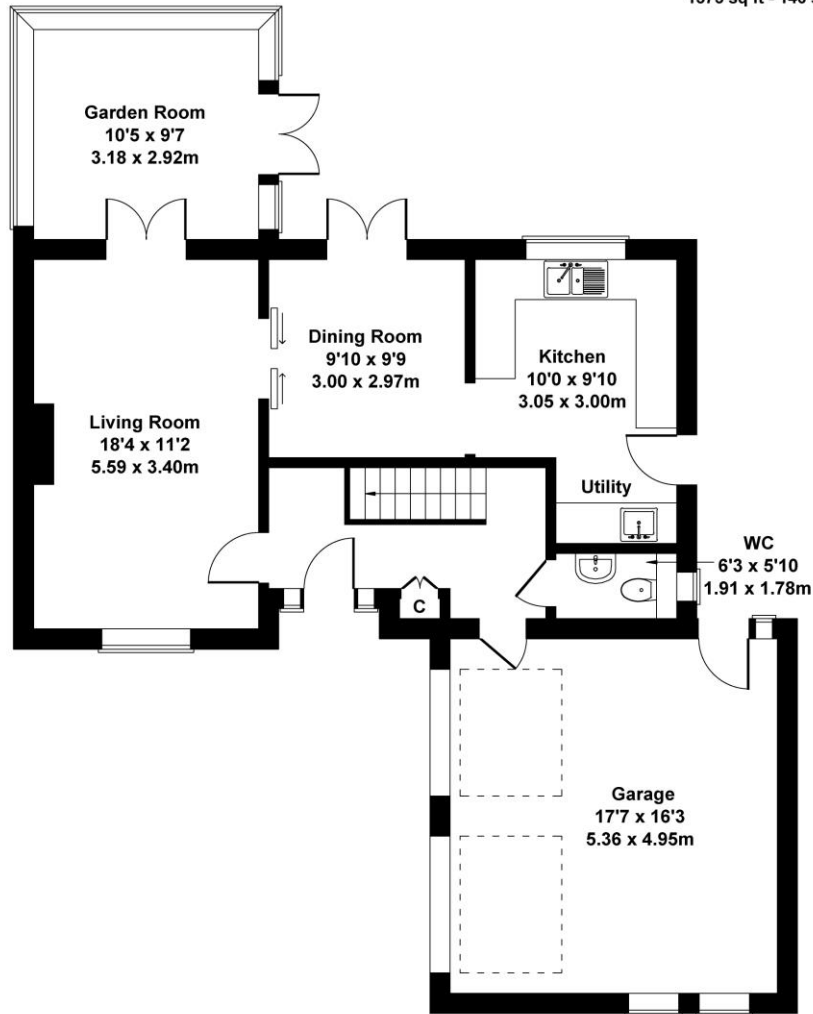 Garden Room
10'5 x 9'7
3.18 x 2.92m
Dining Room
9'10 x 9'9
3.00 x 2.97m
Kitchen
10'0 x 9'10
3.05 x 3.00m
Living Room
18'4 x 11'2
5.59 x 3.40m
Utility
WC
6'3 x 5'10
1.91 x 1.78m
C
Garage
17'7 x 16'3
5.36 x 4.95m